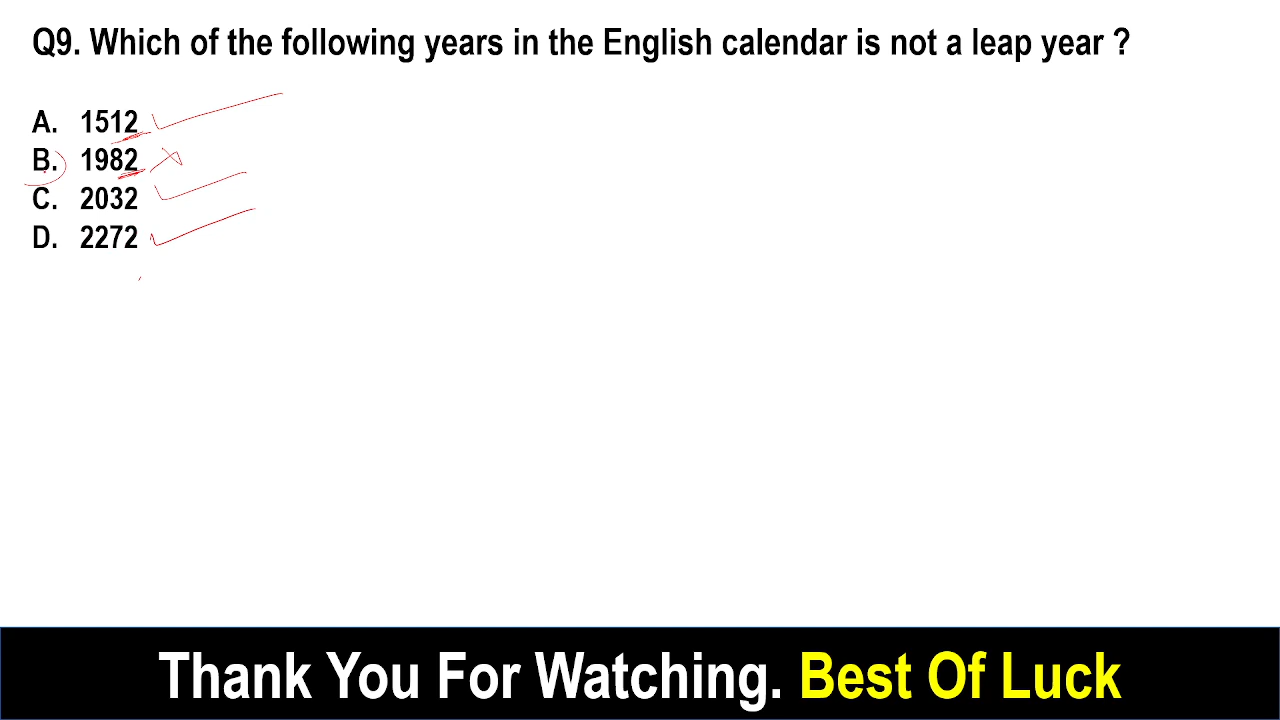 Q9. Which of the following years in the English calendar is not a leap year ?
A. 1512
B. 1982
C. 2032
D. 2272
Thank You For Watching. Best Of Luck